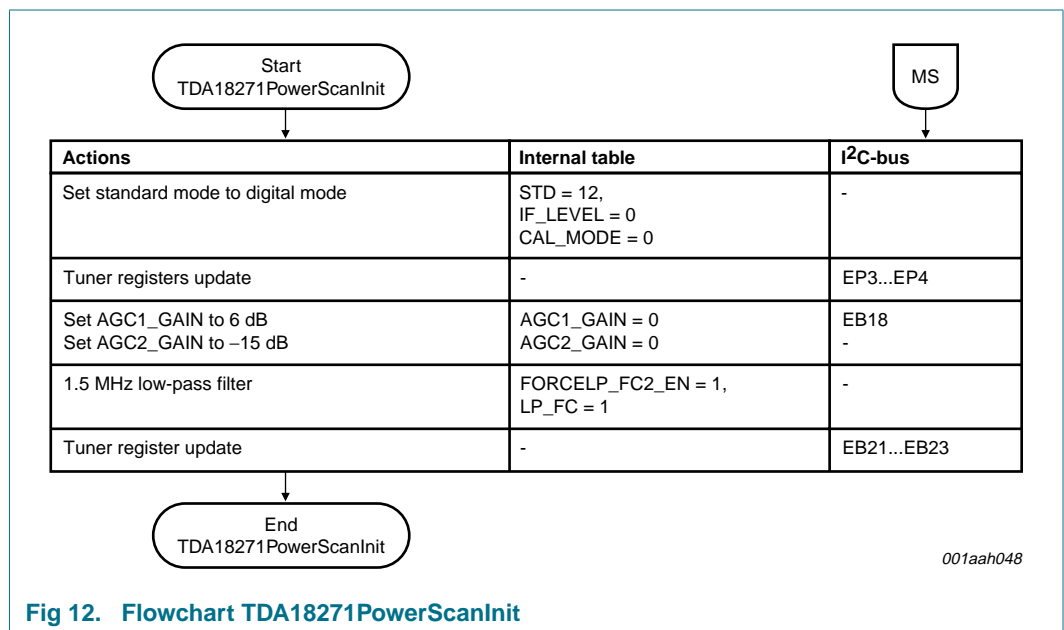 Start
TDA18271PowerScanInit
MS
Actions Internal table I2C-bus
Set standard mode to digital mode STD = 12, -
IF_LEVEL = 0
CAL_MODE = 0
Tuner registers update - EP3...EP4
Set AGC1_GAIN to 6 dB AGC1_GAIN = 0 EB18
Set AGC2_GAIN to −15 dB AGC2_GAIN = 0 -
1.5 MHz low-pass filter FORCELP_FC2_EN = 1, -
LP_FC = 1
Tuner register update - EB21...EB23
End
TDA18271PowerScanInit
001aah048
Fig 12. Flowchart TDA18271PowerScanInit